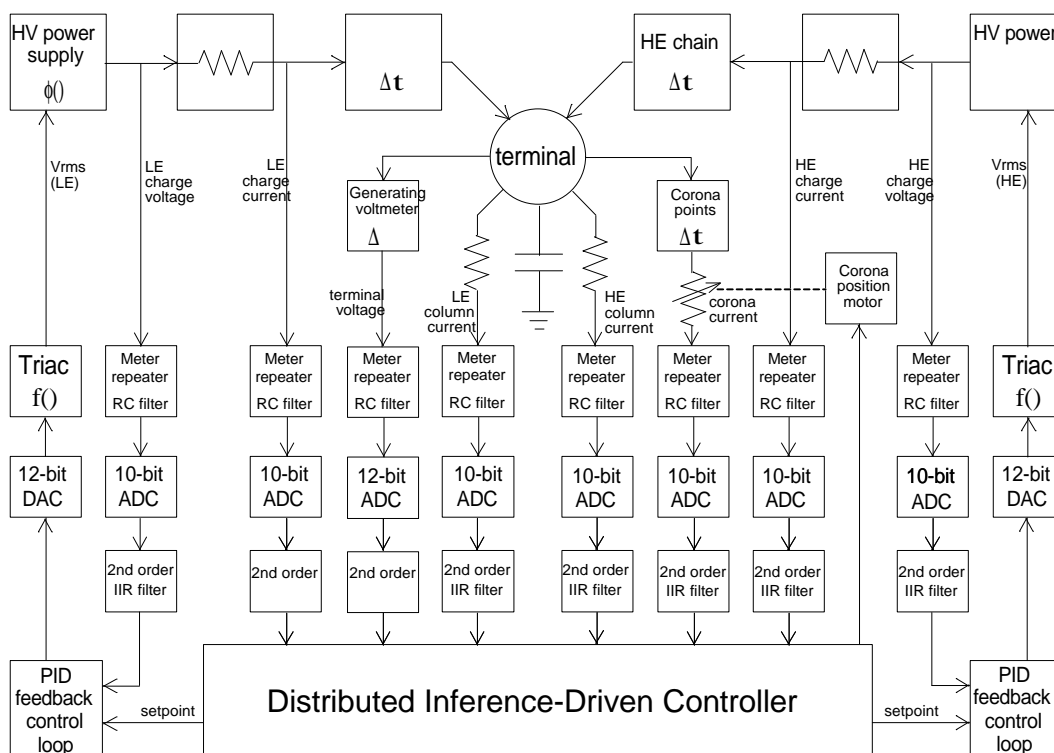 HV power
supply
ϕ()
Δt
HE chain
Δt
HV power
terminal
Vrms
(LE)
LE
charge
voltage
LE
charge
current
Generating
voltmeter
Δ
Corona
points
Δt
HE
charge
current
HE
charge
voltage
Vrms
(HE)
terminal
voltage
LE
column
current
HE
column
current
corona
current
Corona
position
motor
Triac
f()
Meter
repeater
RC filter
Meter
repeater
RC filter
Meter
repeater
RC filter
Meter
repeater
RC filter
Meter
repeater
RC filter
Meter
repeater
RC filter
Meter
repeater
RC filter
Meter
repeater
RC filter
Triac
f()
12-bit
DAC
10-bit
ADC
10-bit
ADC
12-bit
ADC
10-bit
ADC
10-bit
ADC
10-bit
ADC
10-bit
ADC
10-bit
ADC
12-bit
DAC
2nd order
IIR filter
2nd order
2nd order
2nd order
IIR filter
2nd order
IIR filter
2nd order
IIR filter
2nd order
IIR filter
2nd order
IIR filter
PID
feedback
control
loop
setpoint
Distributed Inference-Driven Controller
setpoint
PID
feedback
control
loop